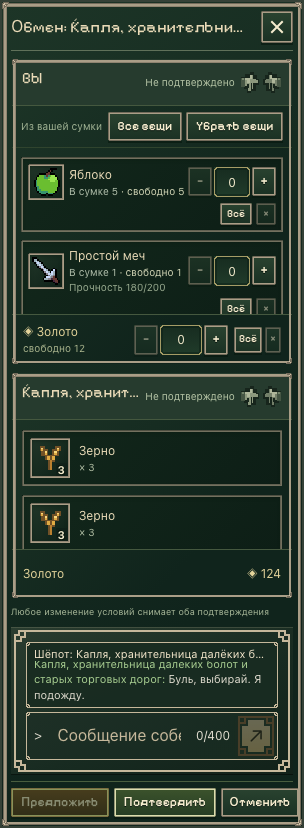 Обмен: Капля, хранительни...
Вы
Не подтверждено
Из вашей сумки
Все вещи
Убрать вещи
Яблоко
В сумке 5 · свободно 5
- 0 +
Всё ×
Простой меч
В сумке 1 · свободно 1
Прочность 180/200
- 0 +
Всё ×
◈ Золото
свободно 12
- 0 +
Всё ×
Капля, хранит...
Не подтверждено
3
Зерно
x 3
3
Зерно
x 3
Золото
◈ 124
Любое изменение условий снимает оба подтверждения
Шёпот: Капля, хранительница далёких б...
Капля, хранительница далёких болот и
старых торговых дорог: Буль, выбирай. Я
подожду.
> Сообщение собе
0/400
Предложить
Подтвердить
Отменить